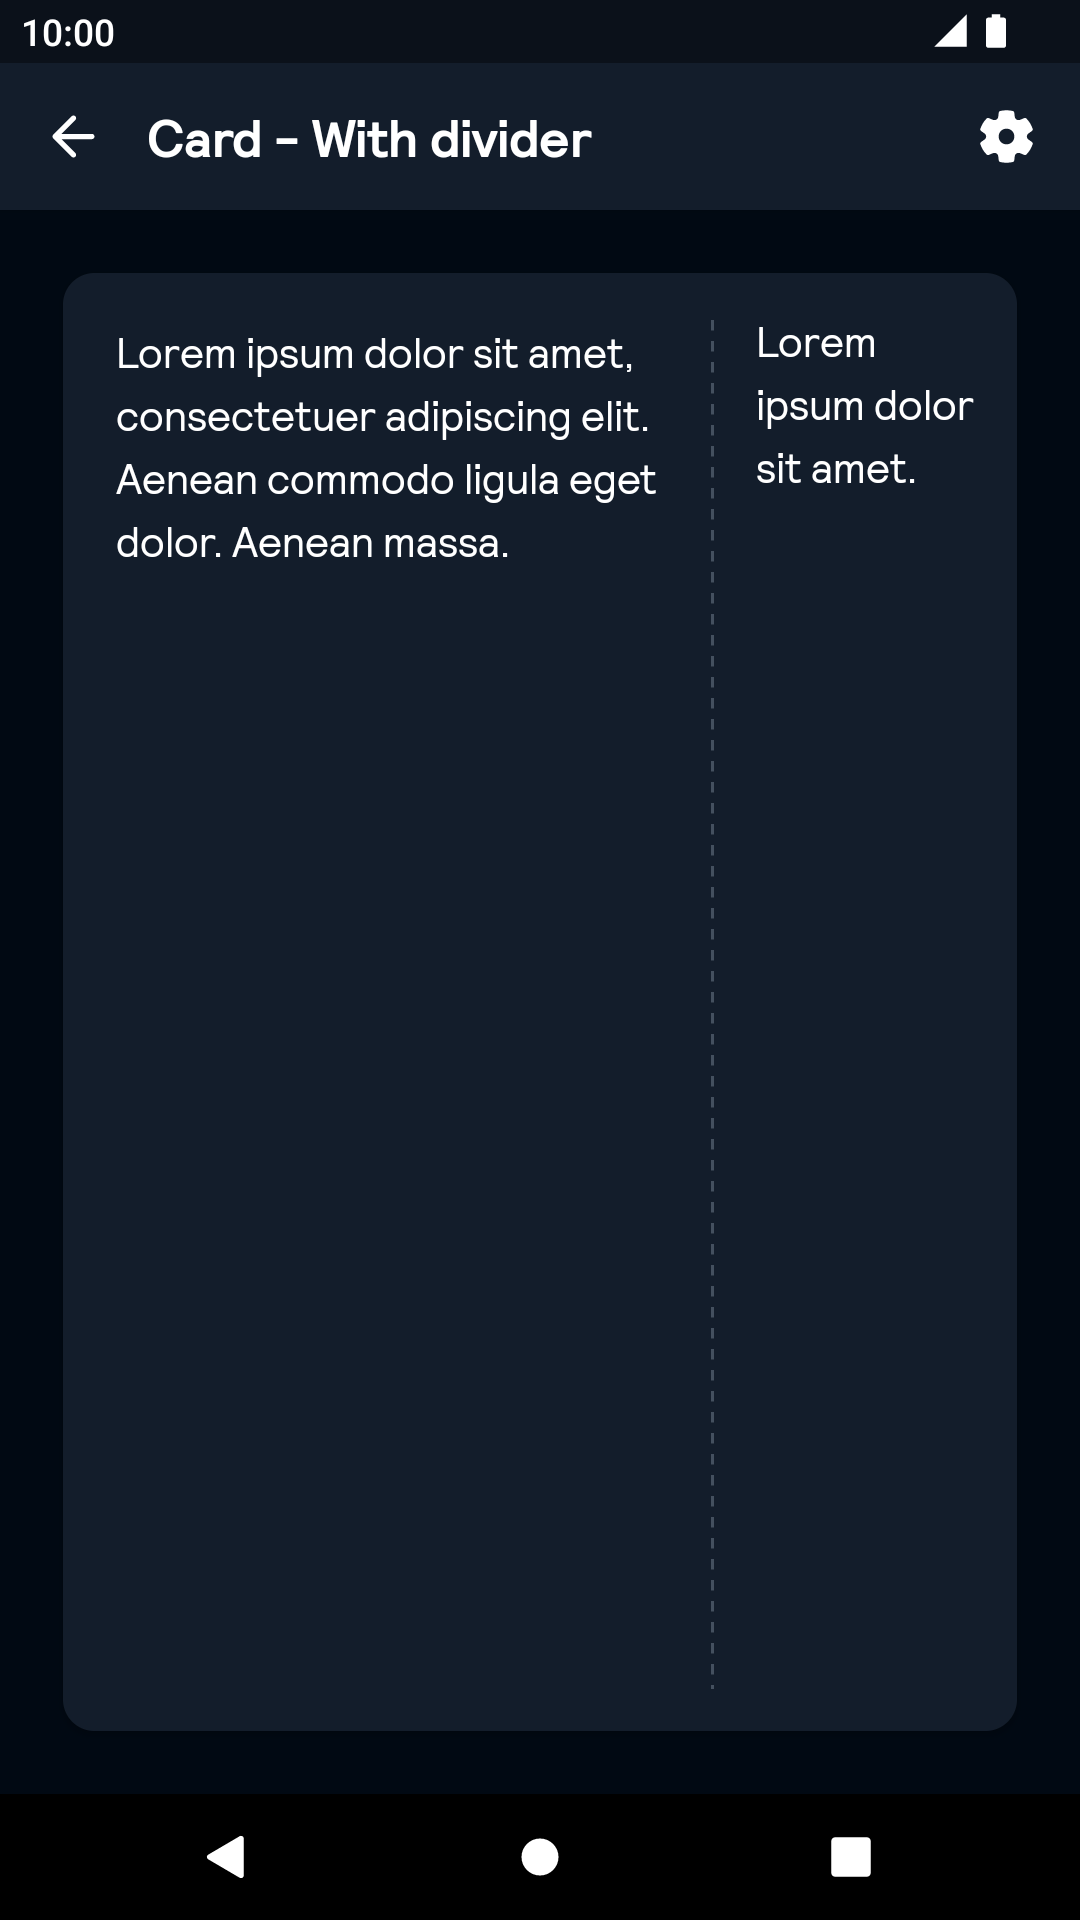 10:00
Card - With divider
Lorem ipsum dolor sit amet,
consectetuer adipiscing elit.
Aenean commodo ligula eget
dolor. Aenean massa.
Lorem
ipsum dolor
sit amet.